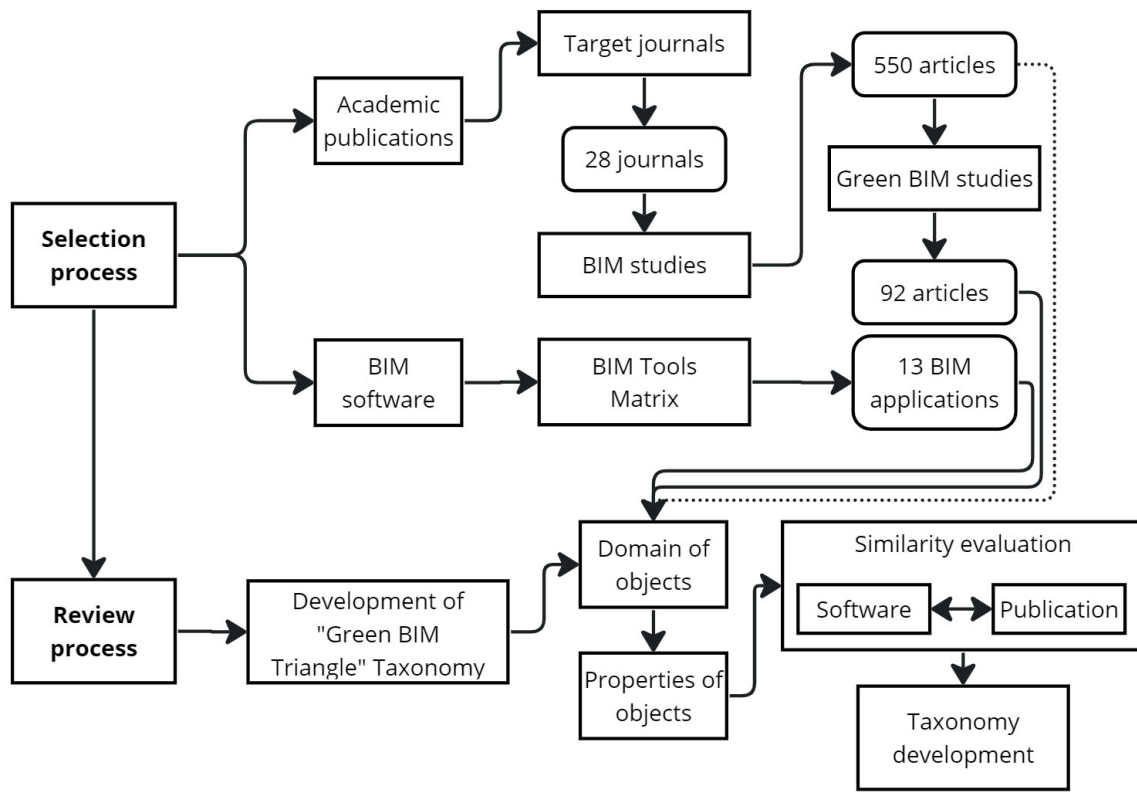 Target journals
550 articles
Academic
publications
28 journals
Green BIM studies
Selection
process
BIM studies
92 articles
BIM
software
BIM Tools
Matrix
13 BIM
applications
Domain of
objects
Similarity evaluation
Software
Publication
Review
process
Development of
"Green BIM
Triangle" Taxonomy
Properties of
objects
Taxonomy
development